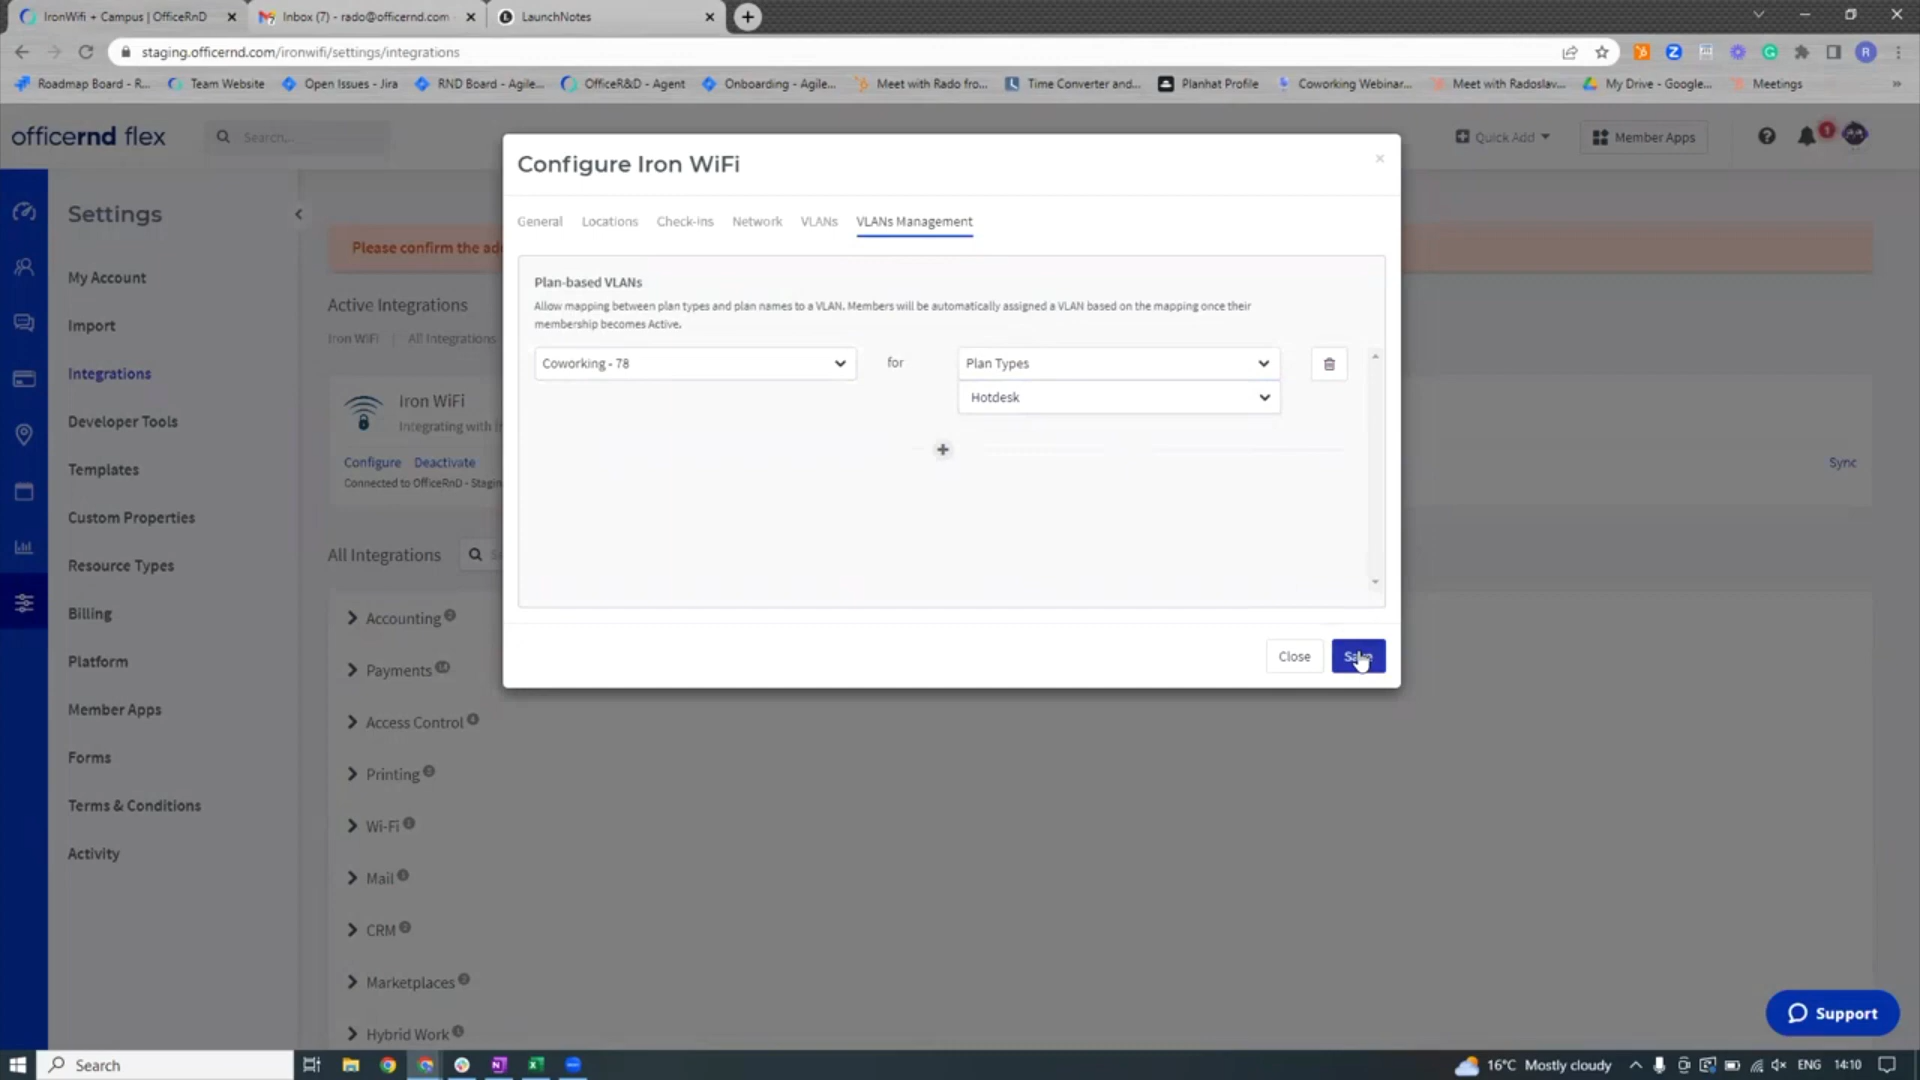 IronWifi + Campus | OfficeRnD
Inbox (7) - rado@officernd.com
LaunchNotes
staging.officernd.com/ironwifi/settings/integrations
Roadmap Board - R...
Team Website
Open Issues - Jira
RND Board - Agile...
OfficeR&D - Agent
Onboarding - Agile...
Meet with Rado fro...
Time Converter and...
Planhat Profile
Coworking Webinar...
Meet with Radoslav...
My Drive - Google...
Meetings
officernd flex
Search...
Quick Add
Member Apps
1
Settings
My Account
Import
Integrations
Developer Tools
Templates
Custom Properties
Resource Types
Billing
Platform
Member Apps
Forms
Terms & Conditions
Activity
Please confirm the ad
Active Integrations
Iron WiFi | All Integrations
Iron WiFi
Integrating with
Configure Deactivate
Connected to OfficeRnD - Stagin
Sync
All Integrations
Accounting
Payments
Access Control
Printing
Wi-Fi
Mail
CRM
Marketplaces
Hybrid Work
Configure Iron WiFi
General
Locations
Check-ins
Network
VLANs
VLANs Management
Plan-based VLANs
Allow mapping between plan types and plan names to a VLAN. Members will be automatically assigned a VLAN based on the mapping once their
membership becomes Active.
Coworking - 78
for
Plan Types
Hotdesk
Close
Save
Support
Search
16°C Mostly cloudy
ENG
14:10